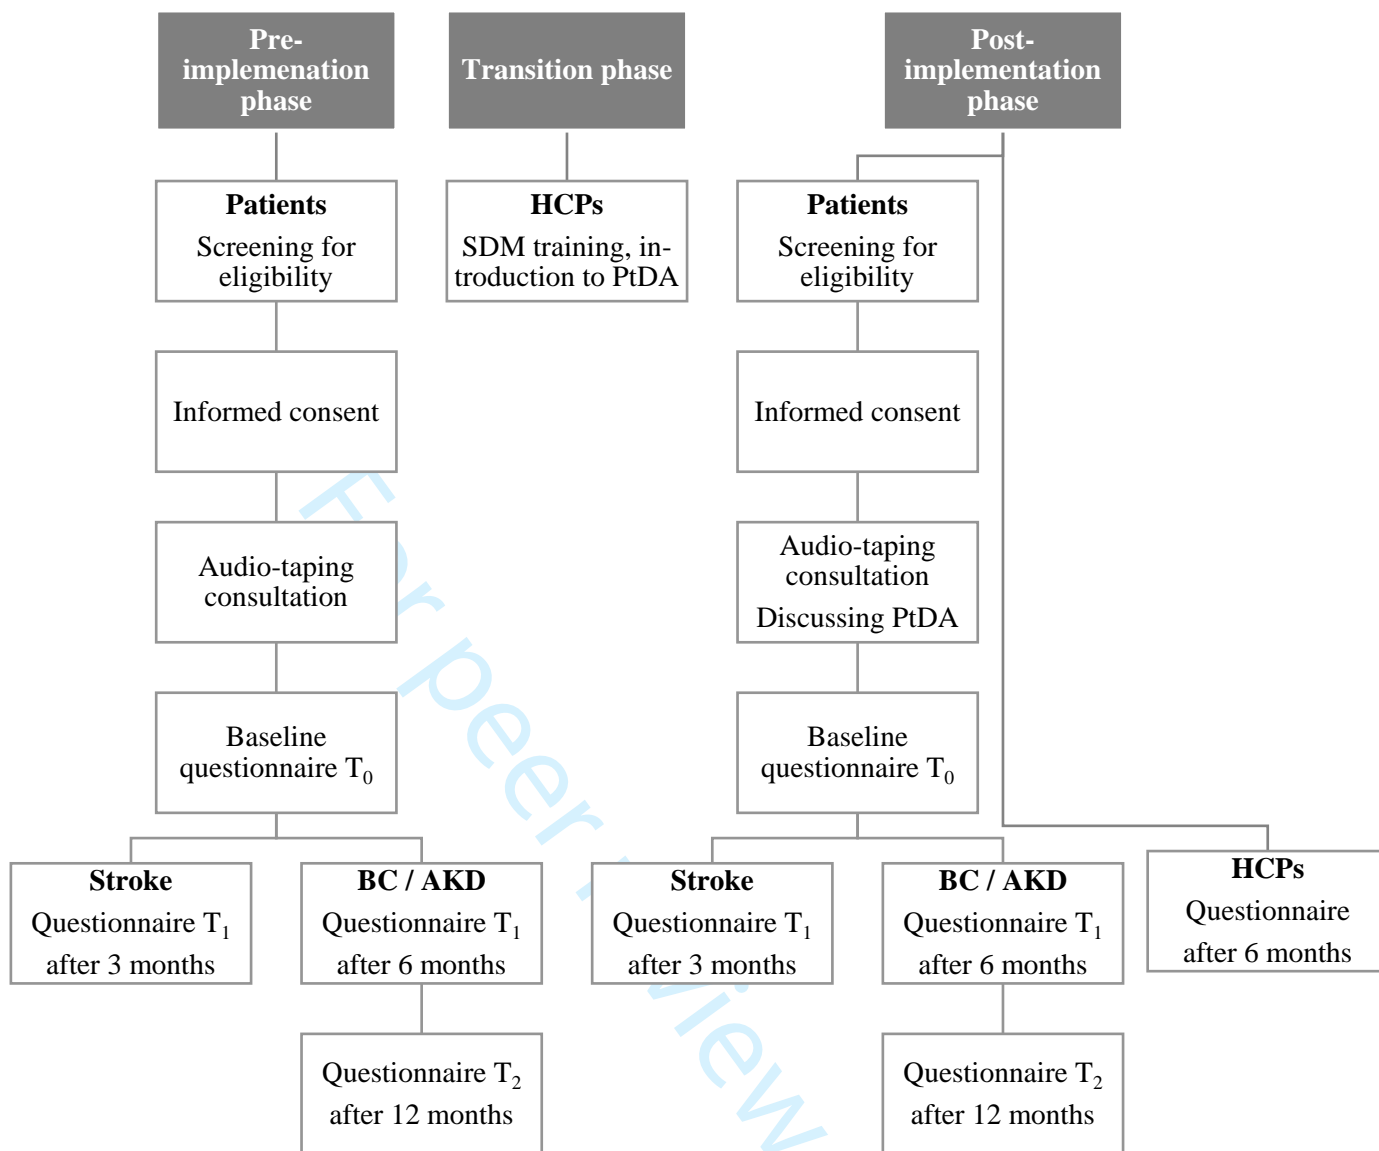 Pre-
implemenation
phase
Transition phase
Post-
implementation
phase
Patients
Screening for
eligibility
HCPs
SDM training, in-
troduction to PtDA
Patients
Screening for
eligibility
Informed consent
Informed consent
Audio-taping
consultation
Audio-taping
consultation
Discussing PtDA
Baseline
questionnaire T0
Baseline
questionnaire T0
Stroke
Questionnaire T1
after 3 months
BC / AKD
Questionnaire T1
after 6 months
Stroke
Questionnaire T1
after 3 months
BC / AKD
Questionnaire T1
after 6 months
HCPs
Questionnaire
after 6 months
Questionnaire T2
after 12 months
Questionnaire T2
after 12 months
For peer review